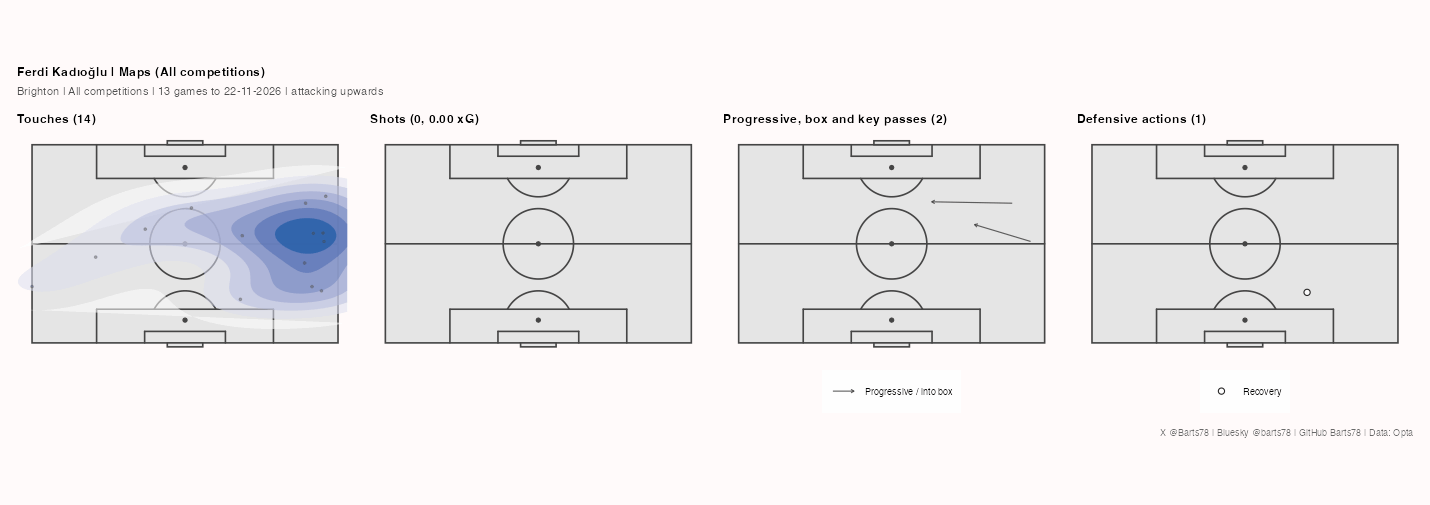 Ferdi Kadıoğlu | Maps (All competitions)
Brighton | All competitions | 13 games to 22-11-2026 | attacking upwards
Touches (14)
Shots (0, 0.00 xG)
Progressive, box and key passes (2)
Defensive actions (1)
Progressive / into box
Recovery
X @Barts78 | Bluesky @barts78 | GitHub Barts78 | Data: Opta